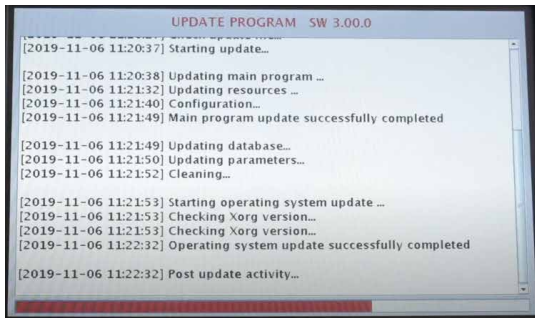 UPDATE PROGRAM SW 3.00.0
[2019-11-06 11:20:37] Starting update...
[2019-11-06 11:20:38] Updating main program ...
[2019-11-06 11:21:32] Updating resources ...
[2019-11-06 11:21:40] Configuration...
[2019-11-06 11:21:49] Main program update successfully completed
[2019-11-06 11:21:49] Updating database...
[2019-11-06 11:21:50] Updating parameters...
[2019-11-06 11:21:52] Cleaning...
[2019-11-06 11:21:53] Starting operating system update ...
[2019-11-06 11:21:53] Checking Xorg version...
[2019-11-06 11:21:53] Checking Xorg version...
[2019-11-06 11:22:32] Operating system update successfully completed
[2019-11-06 11:22:32] Post update activity...